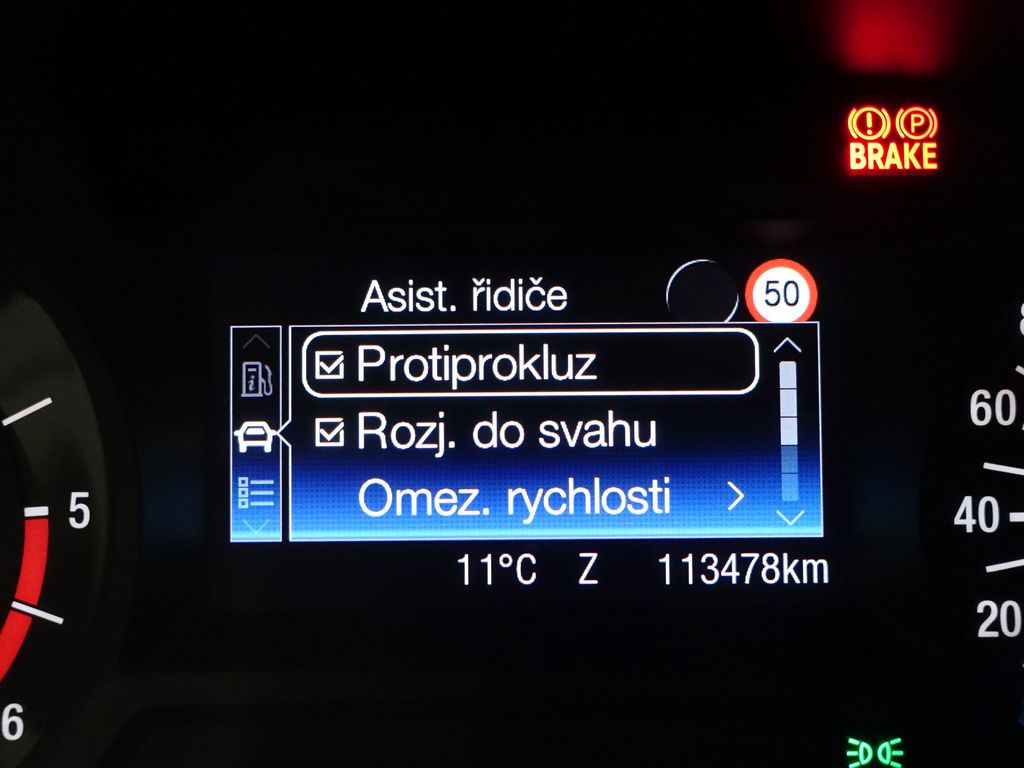 BRAKE
Asist. řidiče
50
Protiprokluz
Rozj. do svahu
Omez. rychlosti
11°C Z 113478km
5
6
60
40
20